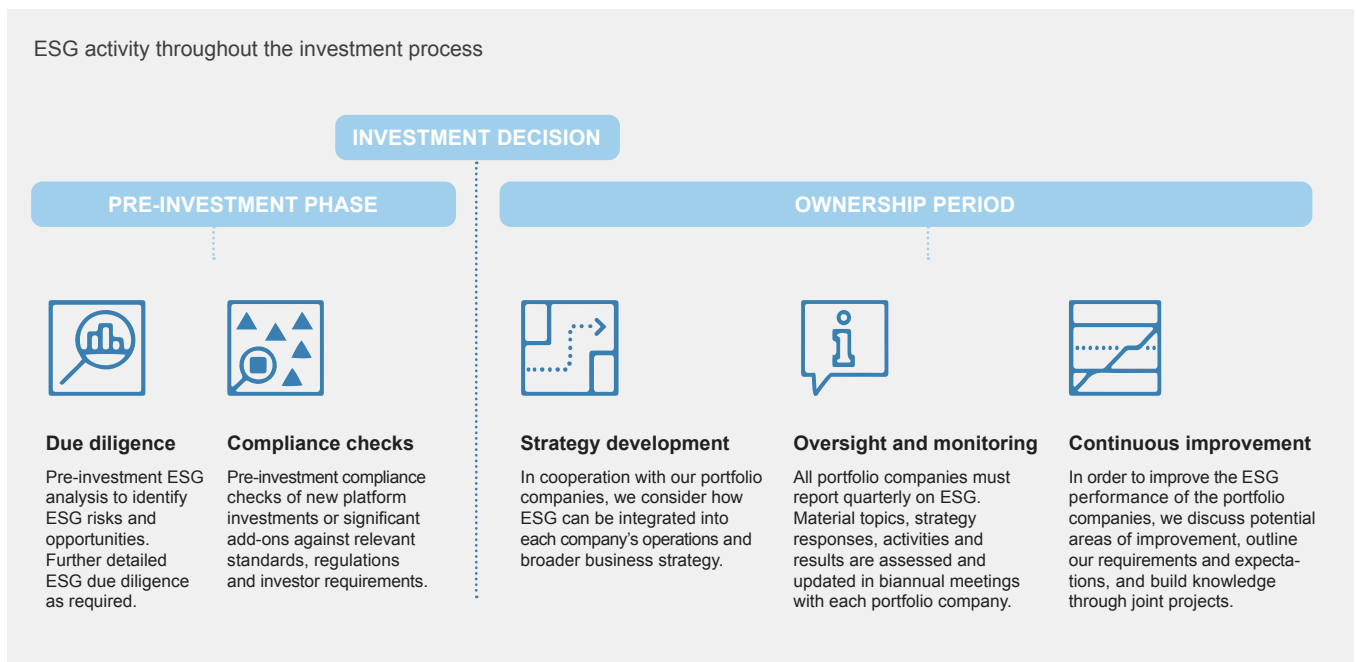 ESG activity throughout the investment process
INVESTMENT DECISION
PRE-INVESTMENT PHASE
OWNERSHIP PERIOD
Due diligence
Pre-investment ESG
analysis to identify
ESG risks and
opportunities.
Further detailed
ESG due diligence
as required.
Compliance checks
Pre-investment compliance
checks of new platform
investments or significant
add-ons against relevant
standards, regulations
and investor requirements.
Strategy development
In cooperation with our portfolio
companies, we consider how
ESG can be integrated into
each company's operations and
broader business strategy.
Oversight and monitoring
All portfolio companies must
report quarterly on ESG.
Material topics, strategy
responses, activities and
results are assessed and
updated in biannual meetings
with each portfolio company.
Continuous improvement
In order to improve the ESG
performance of the portfolio
companies, we discuss potential
areas of improvement, outline
our requirements and expecta-
tions, and build knowledge
through joint projects.